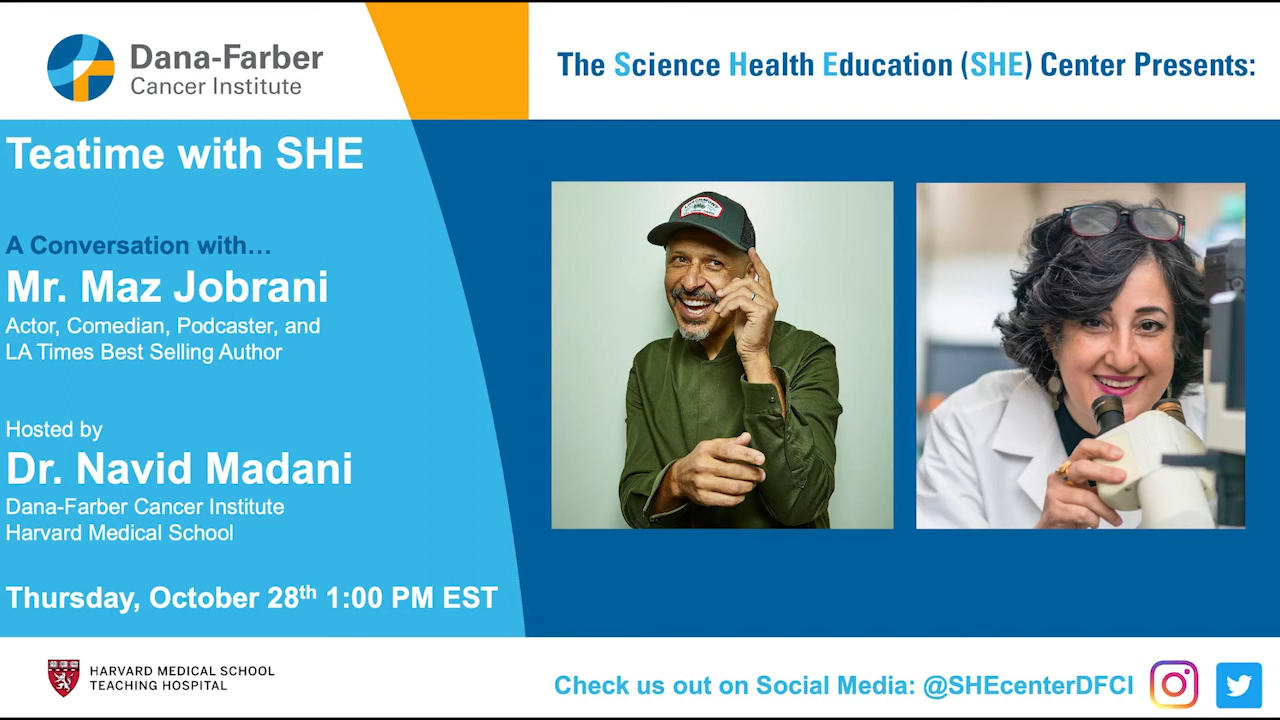 Dana-Farber
Cancer Institute
The Science Health Education (SHE) Center Presents:
Teatime with SHE
A Conversation with...
Mr. Maz Jobrani
Actor, Comedian, Podcaster, and
LA Times Best Selling Author
Hosted by
Dr. Navid Madani
Dana-Farber Cancer Institute
Harvard Medical School
Thursday, October 28th 1:00 PM EST
HARVARD MEDICAL SCHOOL
TEACHING HOSPITAL
Check us out on Social Media: @SHEcenterDFCI